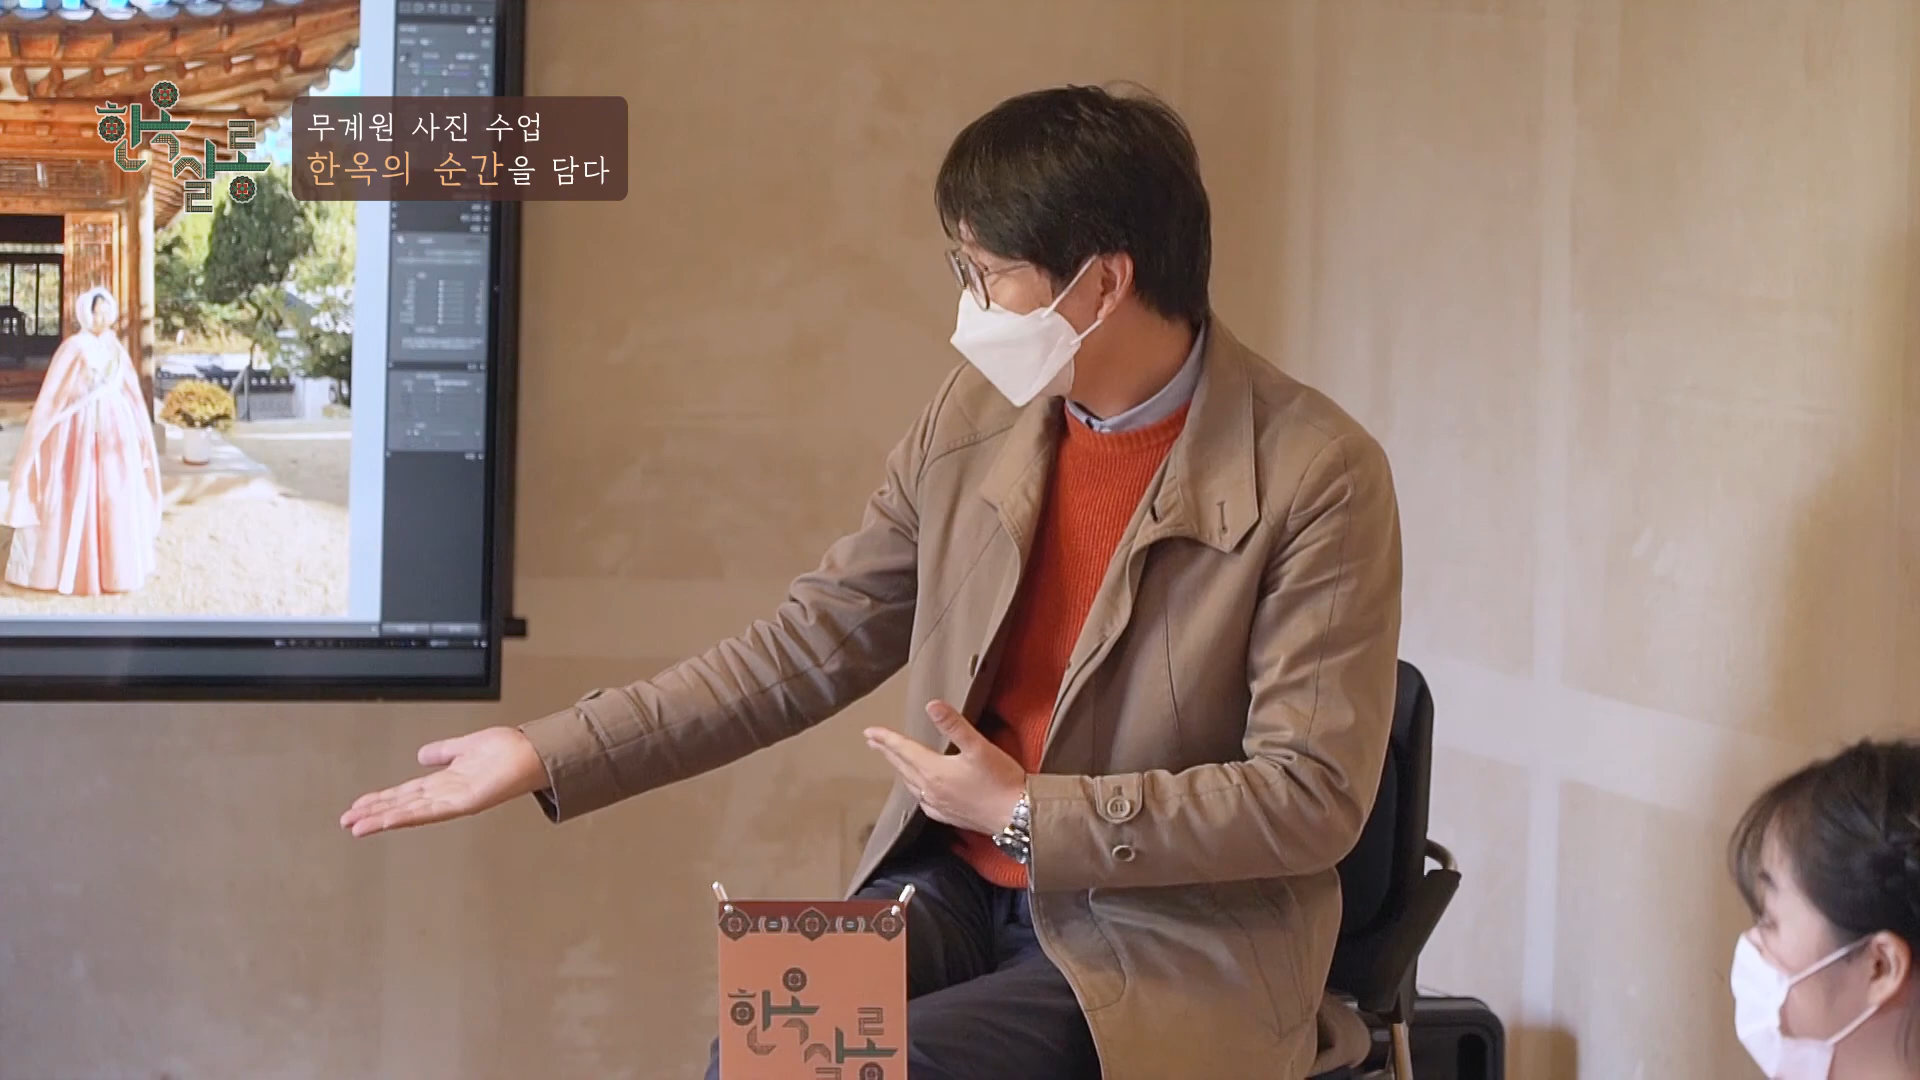 한옥살롱
무계원 사진 수업
한옥의 순간을 담다
한옥살롱